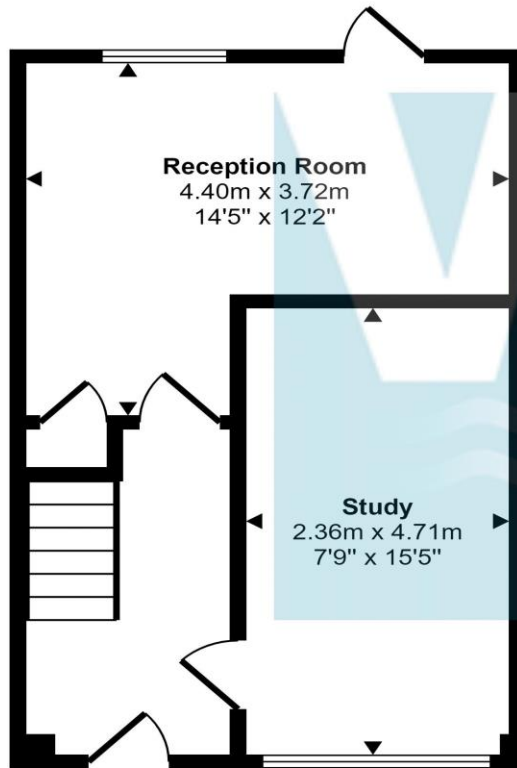 Reception Room
4.40m x 3.72m
14'5" x 12'2"
Study
2.36m x 4.71m
7'9" x 15'5"